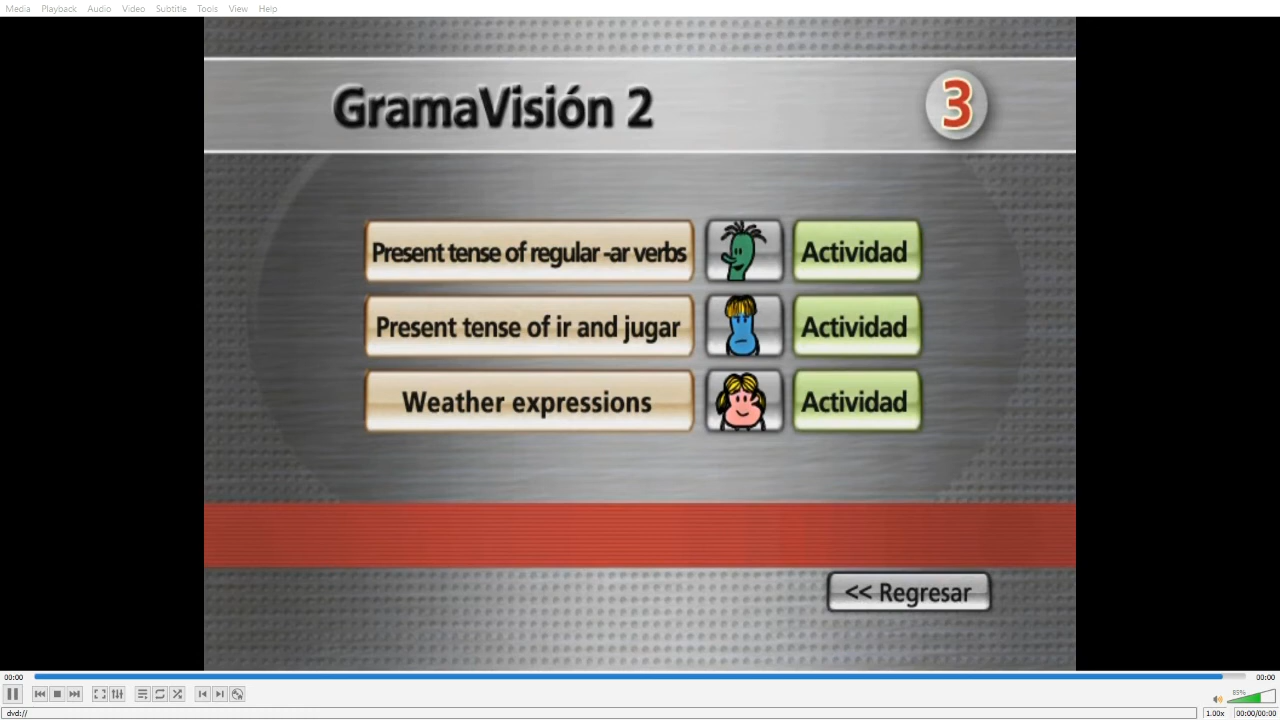 Media Playback Audio Video Subtitle Tools View Help
GramaVisión 2
3
Present tense of regular -ar verbs Actividad
Present tense of ir and jugar Actividad
Weather expressions Actividad
<< Regresar
00:00 00:00
85%
dvd:// 1.00x 00:00/00:00